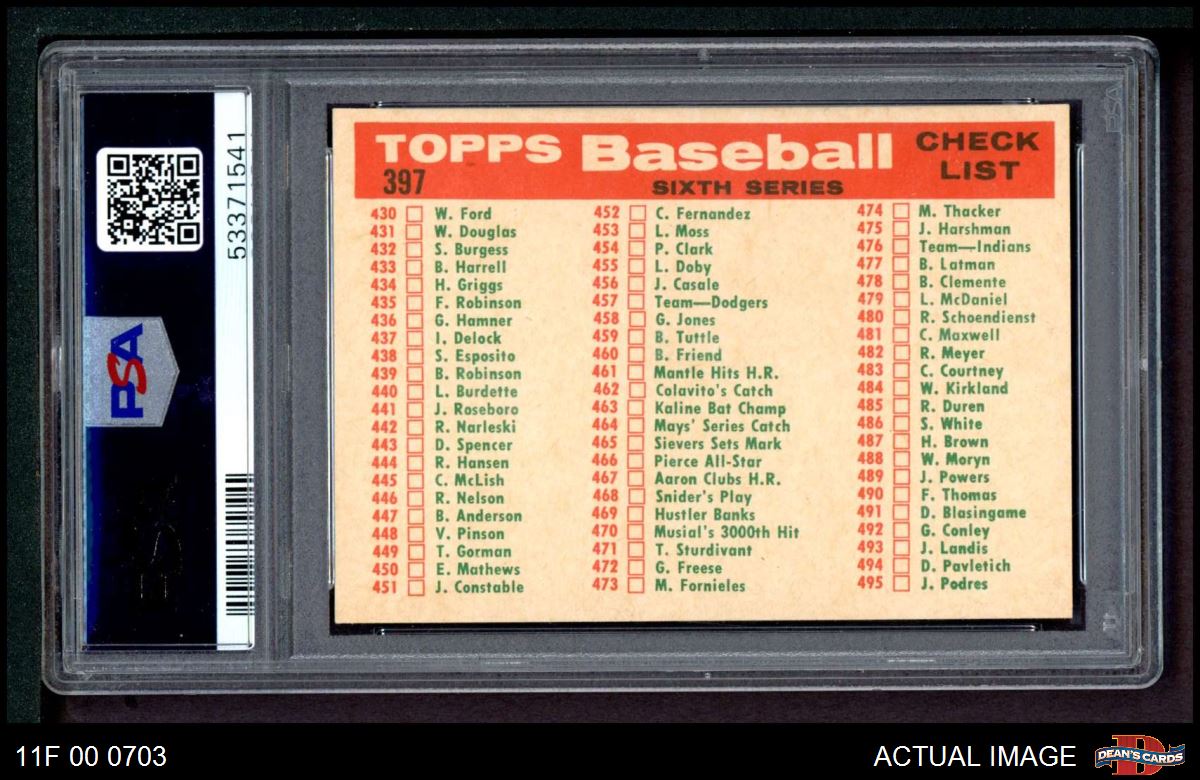 53371541
PSA
TOPPS Baseball CHECK LIST
397 SIXTH SERIES
430 W. Ford
431 W. Douglas
432 S. Burgess
433 B. Harrell
434 H. Griggs
435 F. Robinson
436 G. Hamner
437 I. Delock
438 S. Esposito
439 B. Robinson
440 L. Burdette
441 J. Roseboro
442 R. Narleski
443 D. Spencer
444 R. Hansen
445 C. McLish
446 R. Nelson
447 B. Anderson
448 V. Pinson
449 T. Gorman
450 E. Mathews
451 J. Constable
452 C. Fernandez
453 L. Moss
454 P. Clark
455 L. Doby
456 J. Casale
457 Team—Dodgers
458 G. Jones
459 B. Tuttle
460 B. Friend
461 Mantle Hits H.R.
462 Colavito's Catch
463 Kaline Bat Champ
464 Mays' Series Catch
465 Sievers Sets Mark
466 Pierce All-Star
467 Aaron Clubs H.R.
468 Snider's Play
469 Hustler Banks
470 Musial's 3000th Hit
471 T. Sturdivant
472 G. Freese
473 M. Fornieles
474 M. Thacker
475 J. Harshman
476 Team—Indians
477 B. Latman
478 B. Clemente
479 L. McDaniel
480 R. Schoendienst
481 C. Maxwell
482 R. Meyer
483 C. Courtney
484 W. Kirkland
485 R. Duren
486 S. White
487 H. Brown
488 W. Moryn
489 J. Powers
490 F. Thomas
491 D. Blasingame
492 G. Conley
493 J. Landis
494 D. Pavletich
495 J. Podres
PSA
11F 00 0703
ACTUAL IMAGE
DEAN'S CARDS